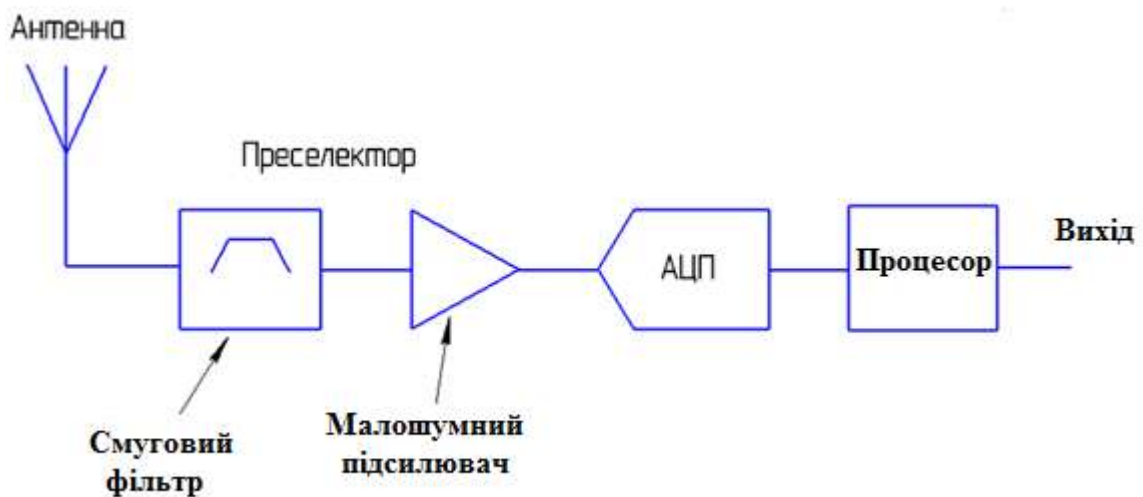 Антенна
Преселектор
АЦП
Процесор
Вихід
Смуговий
фільтр
Малошумний
підсилювач